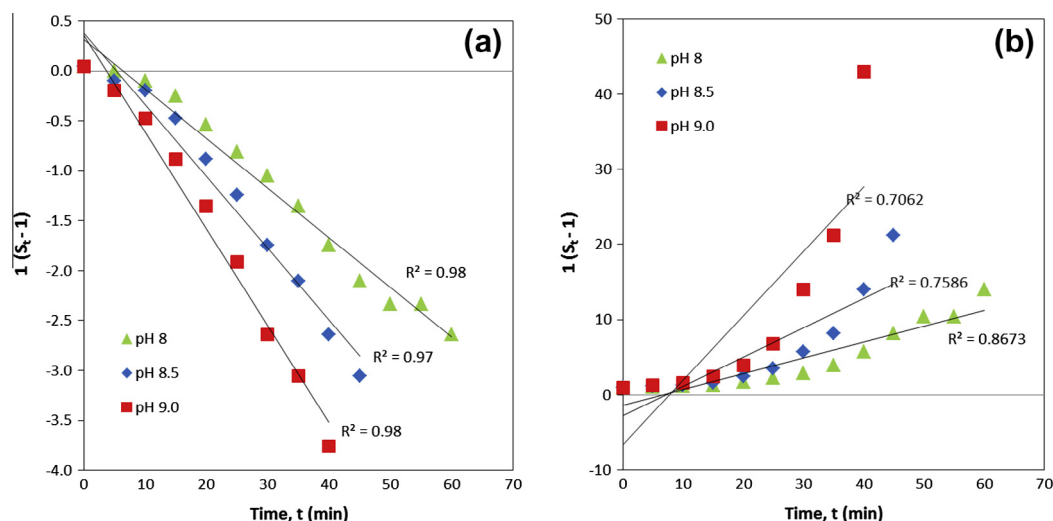 (a)
0.5
0.0
-0.5
-1.0
-1.5
-2.0
-2.5
-3.0
-3.5
-4.0
1 (St - 1)
R² = 0.98
R² = 0.97
R² = 0.98
pH 8
pH 8.5
pH 9.0
0 10 20 30 40 50 60 70
Time, t (min)
(b)
50
40
30
20
10
0
-10
1 (St - 1)
pH 8
pH 8.5
pH 9.0
R² = 0.7062
R² = 0.7586
R² = 0.8673
0 10 20 30 40 50 60 70
Time, t (min)